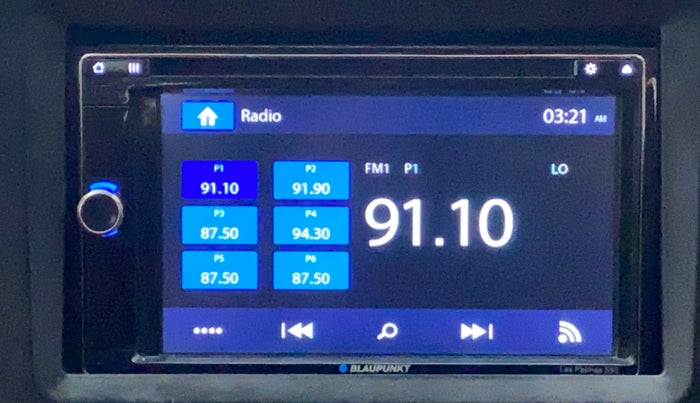 Radio
03:21 AM
FM1 P1 LO
91.10
P1 P2
91.10 91.90
P3 P4
87.50 94.30
P5 P6
87.50 87.50
BLAUPUNKT
Las Palmas